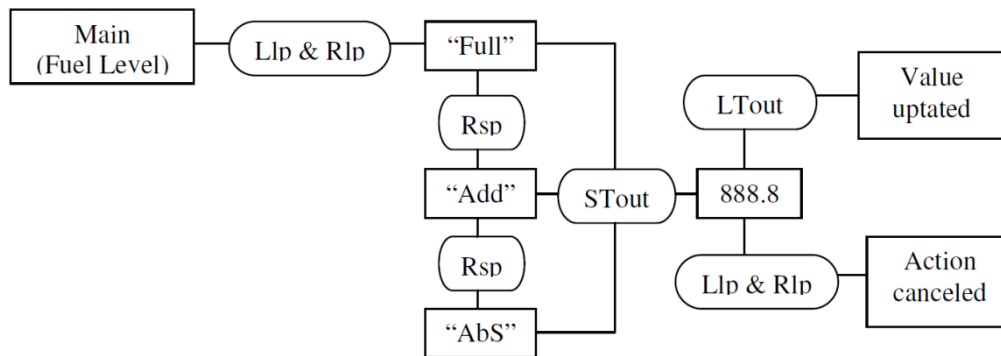 Main
(Fuel Level)
Llp & Rlp
“Full”
Rsp
“Add”
Rsp
“AbS”
STout
888.8
LTout
Value
uptated
Llp & Rlp
Action
canceled